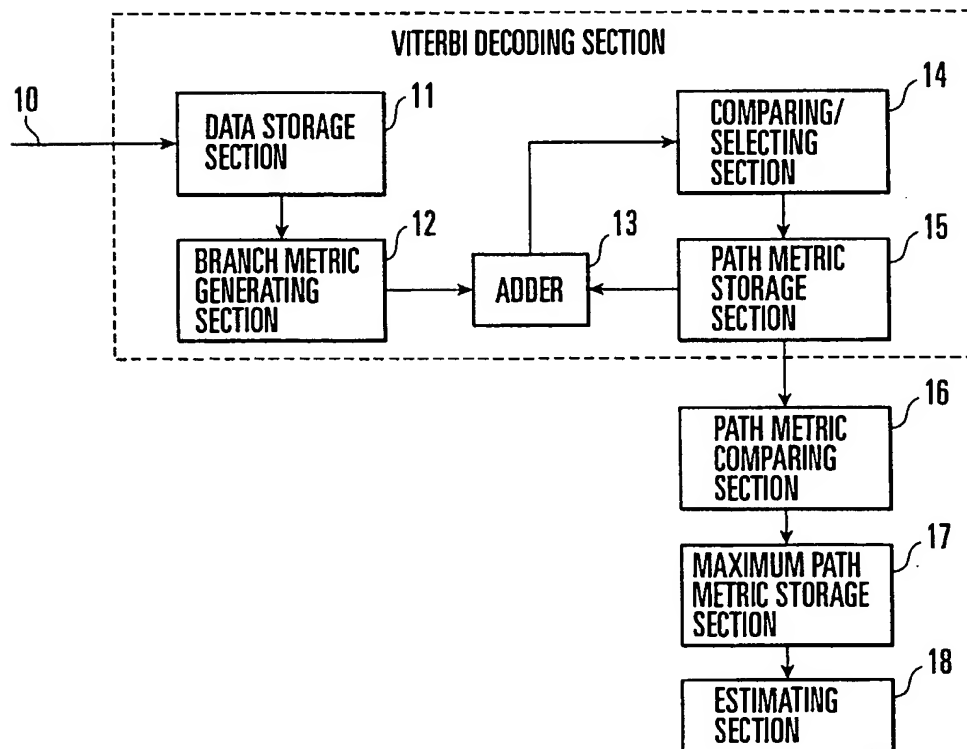 VITERBI DECODING SECTION
10
11
DATA STORAGE
SECTION
14
COMPARING/
SELECTING
SECTION
12
BRANCH METRIC
GENERATING
SECTION
13
ADDER
15
PATH METRIC
STORAGE
SECTION
16
PATH METRIC
COMPARING
SECTION
17
MAXIMUM PATH
METRIC STORAGE
SECTION
18
ESTIMATING
SECTION